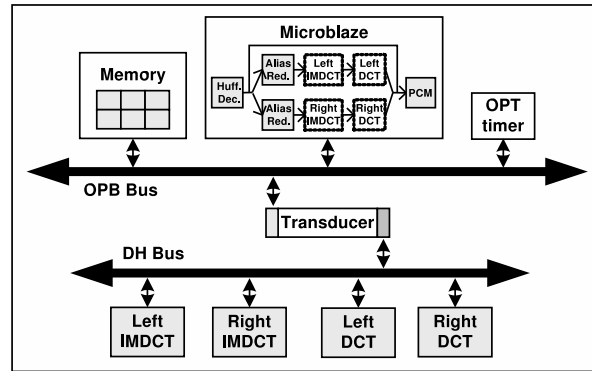 Microblaze
Memory
Huff.
Dec.
Alias
Red.
Left
IMDCT
Left
DCT
Alias
Red.
Right
IMDCT
Right
DCT
PCM
OPT
timer
OPB Bus
Transducer
DH Bus
Left
IMDCT
Right
IMDCT
Left
DCT
Right
DCT